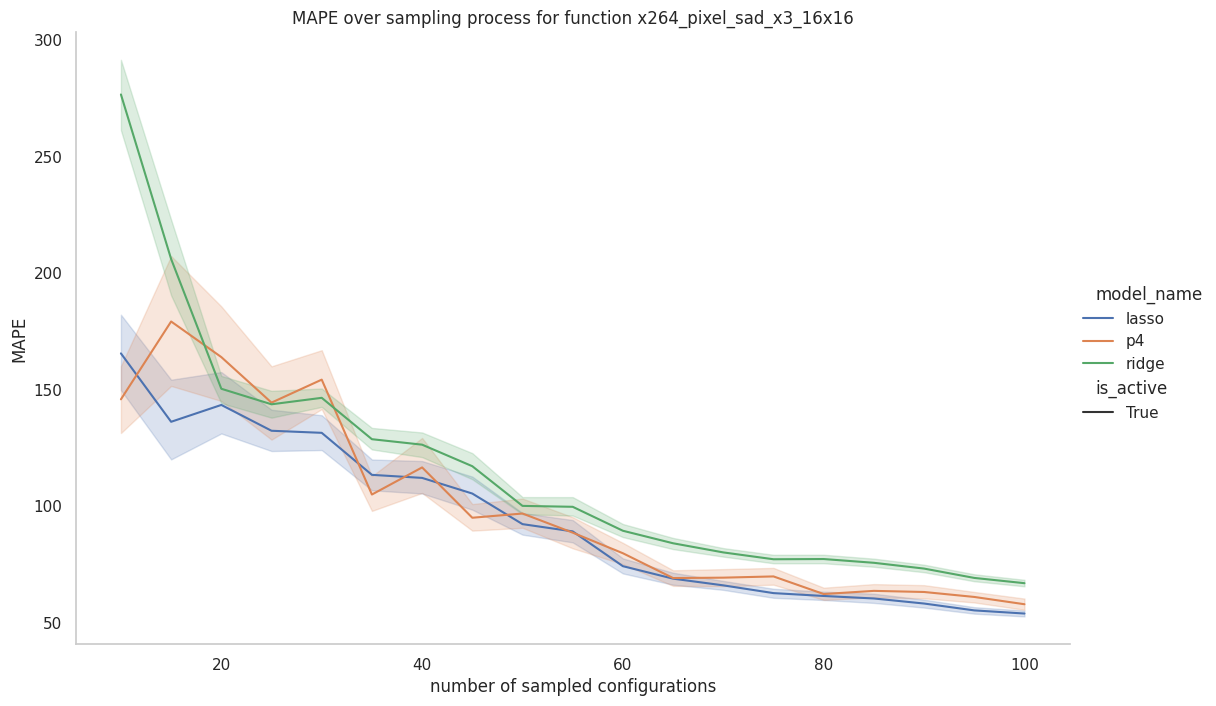 MAPE over sampling process for function x264_pixel_sad_x3_16x16
300
250
200
150
100
50
MAPE
20 40 60 80 100
number of sampled configurations
model_name
lasso
p4
ridge
is_active
True